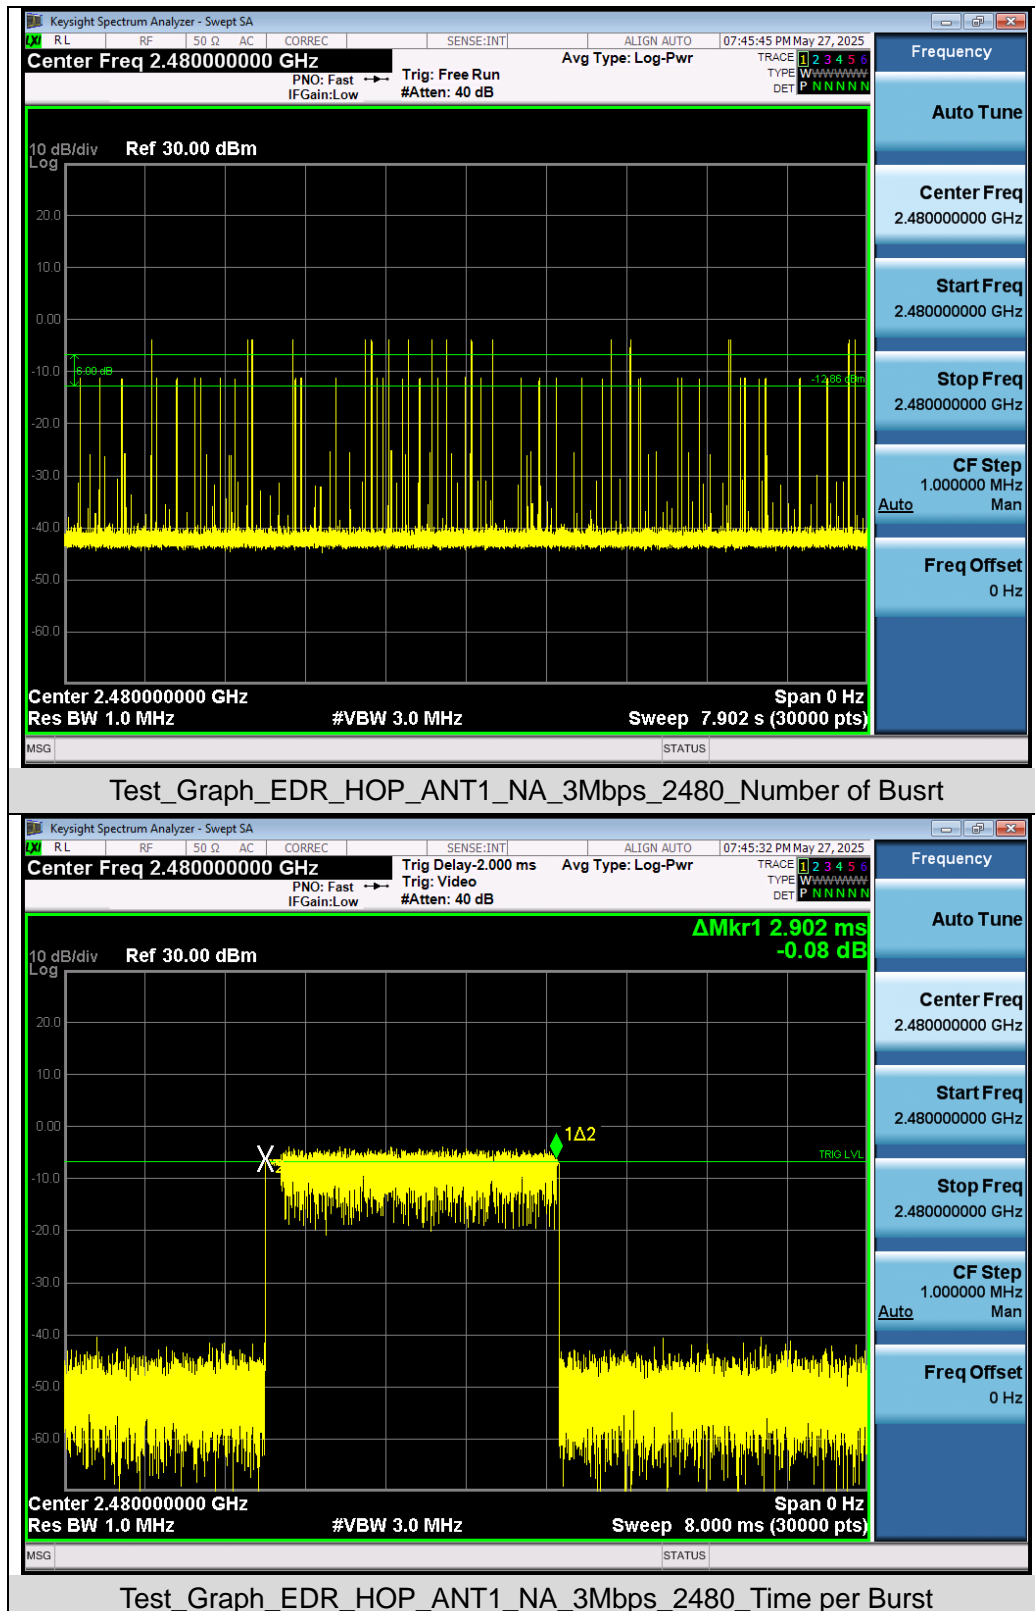 Keysight Spectrum Analyzer - Swept SA
LXI RL RF 50 Ω AC CORREC SENSE:INT ALIGN AUTO 07:45:45 PM May 27, 2025
Center Freq 2.480000000 GHz Avg Type: Log-Pwr TRACE 1 2 3 4 5 6
PNO: Fast Trig: Free Run TYPE WWWWWW
IFGain:Low #Atten: 40 dB DET P N N N N N
Frequency
Auto Tune
Center Freq
2.480000000 GHz
Start Freq
2.480000000 GHz
Stop Freq
2.480000000 GHz
CF Step
1.000000 MHz
Auto Man
Freq Offset
0 Hz
10 dB/div Ref 30.00 dBm
Log
20.0
10.0
0.00
-10.0
6.00 dB
-12.86 dBm
-20.0
-30.0
-40.0
-50.0
-60.0
Center 2.480000000 GHz Span 0 Hz
Res BW 1.0 MHz #VBW 3.0 MHz Sweep 7.902 s (30000 pts)
MSG STATUS
Test_Graph_EDR_HOP_ANT1_NA_3Mbps_2480_Number of Busrt
Keysight Spectrum Analyzer - Swept SA
LXI RL RF 50 Ω AC CORREC SENSE:INT ALIGN AUTO 07:45:32 PM May 27, 2025
Center Freq 2.480000000 GHz Trig Delay-2.000 ms Avg Type: Log-Pwr TRACE 1 2 3 4 5 6
PNO: Fast Trig: Video TYPE WWWWWW
IFGain:Low #Atten: 40 dB DET P N N N N N
Frequency
Auto Tune
Center Freq
2.480000000 GHz
Start Freq
2.480000000 GHz
Stop Freq
2.480000000 GHz
CF Step
1.000000 MHz
Auto Man
Freq Offset
0 Hz
ΔMkr1 2.902 ms
-0.08 dB
10 dB/div Ref 30.00 dBm
Log
20.0
10.0
0.00
1Δ2
TRIG LVL
-10.0
-20.0
-30.0
-40.0
-50.0
-60.0
Center 2.480000000 GHz Span 0 Hz
Res BW 1.0 MHz #VBW 3.0 MHz Sweep 8.000 ms (30000 pts)
MSG STATUS
Test_Graph_EDR_HOP_ANT1_NA_3Mbps_2480_Time per Burst